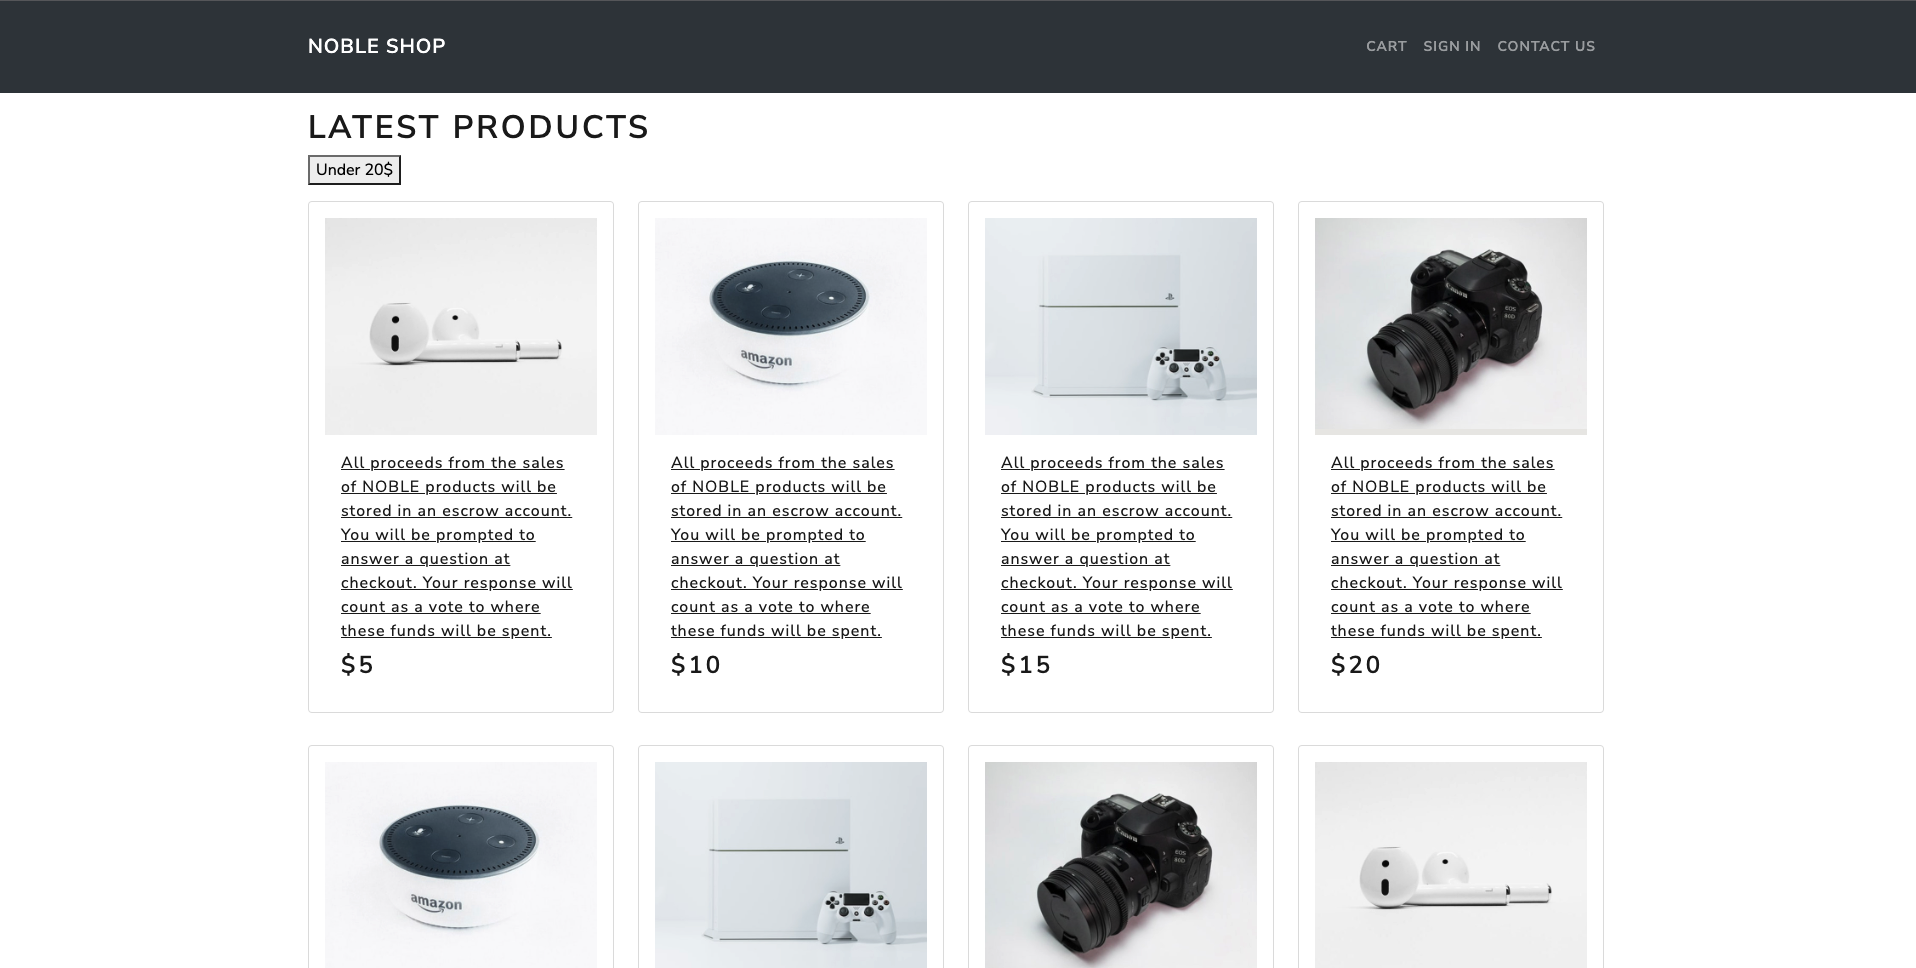 NOBLE SHOP
CART SIGN IN CONTACT US
LATEST PRODUCTS
Under 20$
amazon
Canon
EOS
80D
All proceeds from the sales
of NOBLE products will be
stored in an escrow account.
You will be prompted to
answer a question at
checkout. Your response will
count as a vote to where
these funds will be spent.
$5
All proceeds from the sales
of NOBLE products will be
stored in an escrow account.
You will be prompted to
answer a question at
checkout. Your response will
count as a vote to where
these funds will be spent.
$10
All proceeds from the sales
of NOBLE products will be
stored in an escrow account.
You will be prompted to
answer a question at
checkout. Your response will
count as a vote to where
these funds will be spent.
$15
All proceeds from the sales
of NOBLE products will be
stored in an escrow account.
You will be prompted to
answer a question at
checkout. Your response will
count as a vote to where
these funds will be spent.
$20
amazon
Canon
EOS
80D